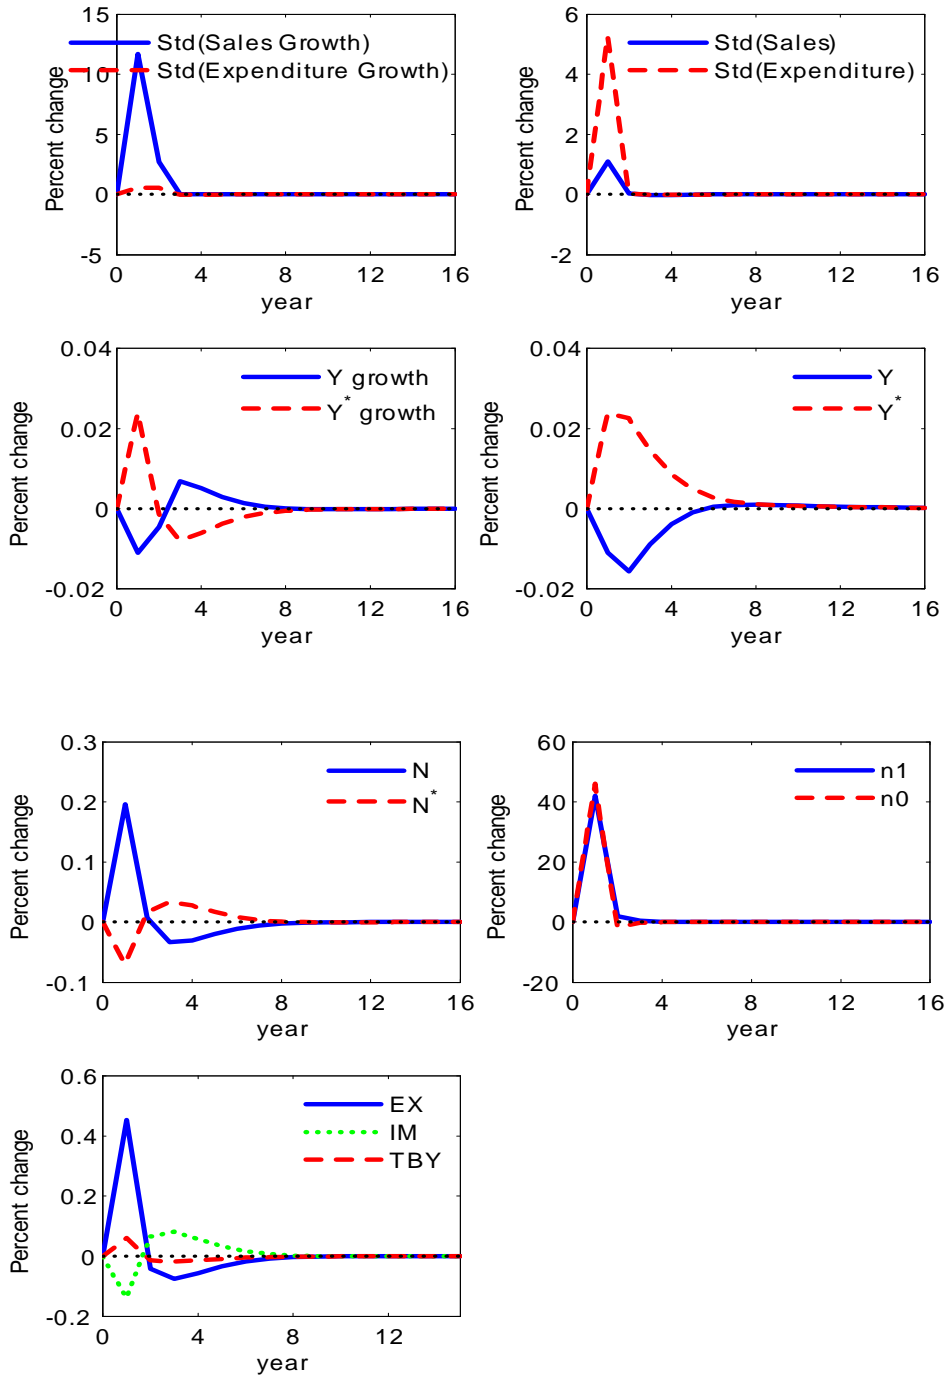 15
Std(Sales Growth)
Std(Expenditure Growth)
10
5
0
-5
Percent change
0 4 8 12 16
year
6
Std(Sales)
Std(Expenditure)
4
2
0
-2
Percent change
0 4 8 12 16
year
0.04
Y growth
Y* growth
0.02
0
-0.02
Percent change
0 4 8 12 16
year
0.04
Y
Y*
0.02
0
-0.02
Percent change
0 4 8 12 16
year
0.3
N
N*
0.2
0.1
0
-0.1
Percent change
0 4 8 12 16
year
60
n1
n0
40
20
0
-20
Percent change
0 4 8 12 16
year
0.6
EX
IM
TBY
0.4
0.2
0
-0.2
Percent change
0 4 8 12
year